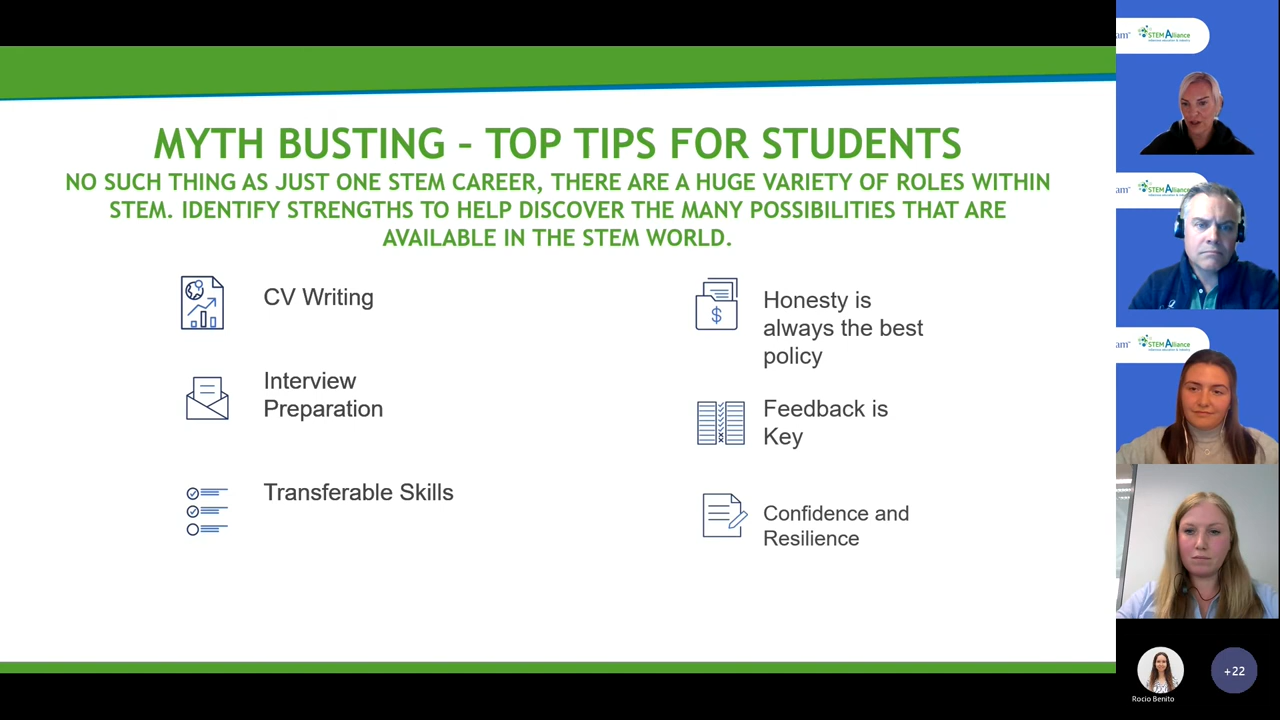 MYTH BUSTING – TOP TIPS FOR STUDENTS
NO SUCH THING AS JUST ONE STEM CAREER, THERE ARE A HUGE VARIETY OF ROLES WITHIN
STEM. IDENTIFY STRENGTHS TO HELP DISCOVER THE MANY POSSIBILITIES THAT ARE
AVAILABLE IN THE STEM WORLD.
CV Writing
Interview
Preparation
Transferable Skills
$
Honesty is
always the best
policy
Feedback is
Key
Confidence and
Resilience
STEM Alliance
STEM Alliance
STEM Alliance
Rocio Benito
+22